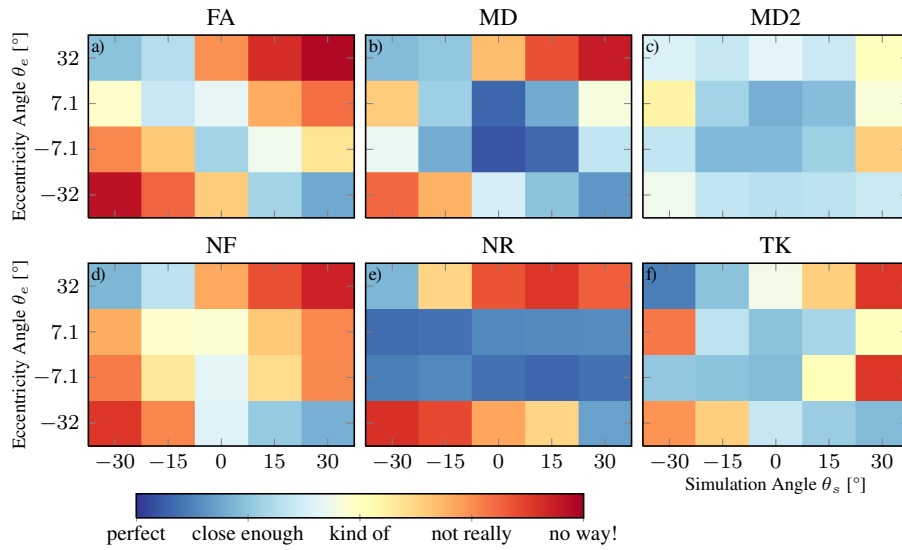 FA MD MD2
Eccentricity Angle θe [°]
a) b) c)
32
7.1
−7.1
−32
NF NR TK
Eccentricity Angle θe [°]
d) e) f)
32
7.1
−7.1
−32
−30 −15 0 15 30 −30 −15 0 15 30 −30 −15 0 15 30
Simulation Angle θs [°]
perfect close enough kind of not really no way!